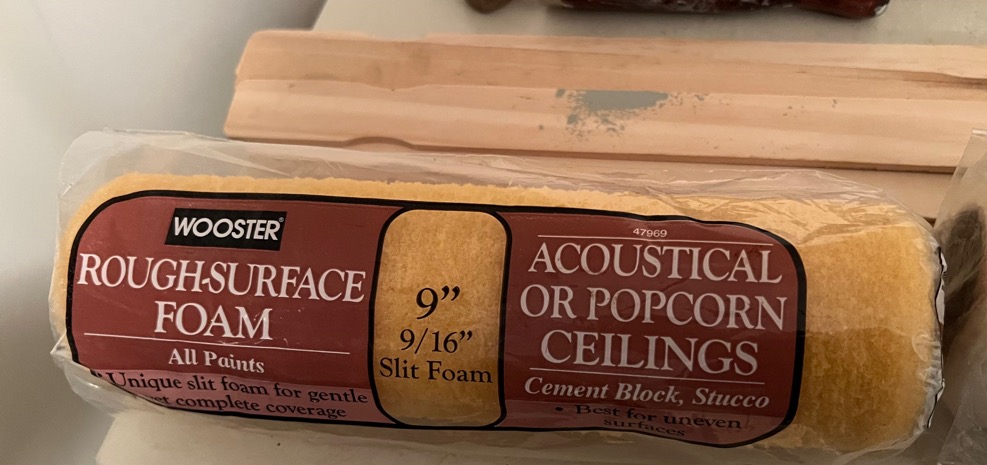 WOOSTER®
ROUGH-SURFACE
FOAM
All Paints
Unique slit foam for gentle
complete coverage
9”
9/16”
Slit Foam
47969
ACOUSTICAL
OR POPCORN
CEILINGS
Cement Block, Stucco
• Best for uneven
surfaces